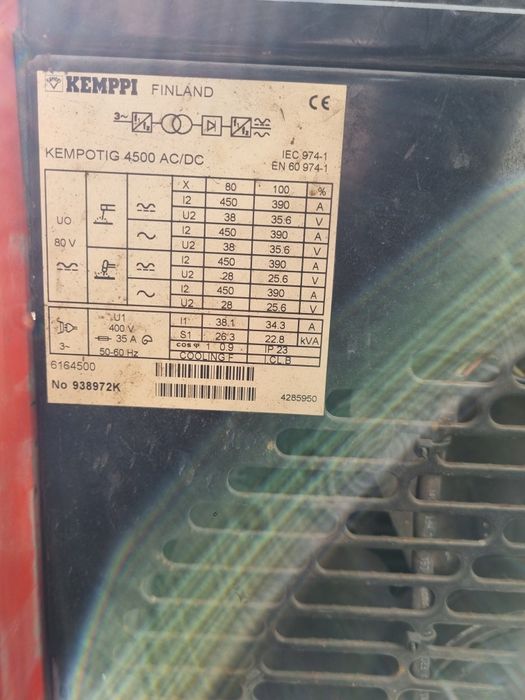 KEMPPI FINLAND
CE
3~
KEMPOTIG 4500 AC/DC
IEC 974-1
EN 60 974-1
X 80 100 %
I2 450 390 A
U2 38 35.6 V
I2 450 390 A
U2 38 35.6 V
I2 450 390 A
U2 28 25.6 V
I2 450 390 A
U2 28 25.6 V
UO
80 V
3~
U1
400 V
35 A
50-60 Hz
I1 38.1 34.3 A
S1 26.3 22.8 kVA
cos φ 1 0.9 IP 23
COOLING F I.CL.B
6164500
No 938972K
4285950